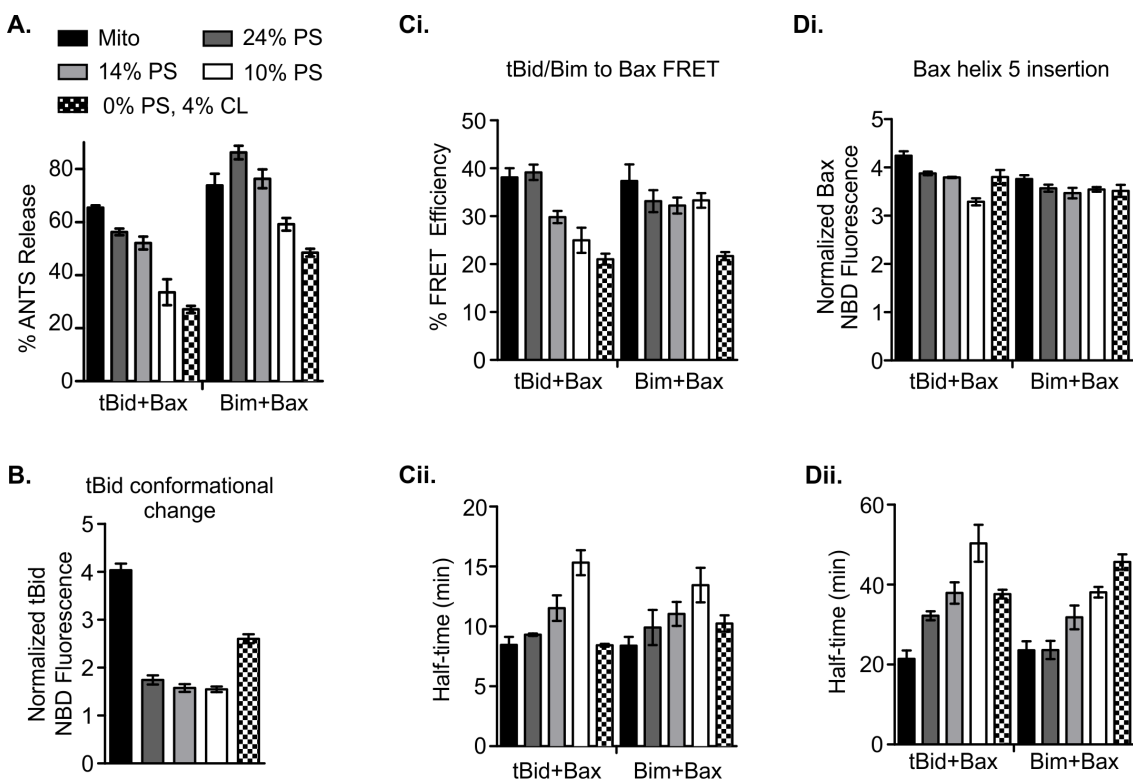 A.
Mito
24% PS
14% PS
10% PS
0% PS, 4% CL
% ANTS Release
80
60
40
20
0
tBid+Bax
Bim+Bax
B.
tBid conformational
change
Normalized tBid
NBD Fluorescence
5
4
3
2
1
0
Ci.
tBid/Bim to Bax FRET
% FRET Efficiency
50
40
30
20
10
0
tBid+Bax
Bim+Bax
Cii.
Half-time (min)
20
15
10
5
0
tBid+Bax
Bim+Bax
Di.
Bax helix 5 insertion
Normalized Bax
NBD Fluorescence
5
4
3
2
1
0
tBid+Bax
Bim+Bax
Dii.
Half-time (min)
60
40
20
0
tBid+Bax
Bim+Bax